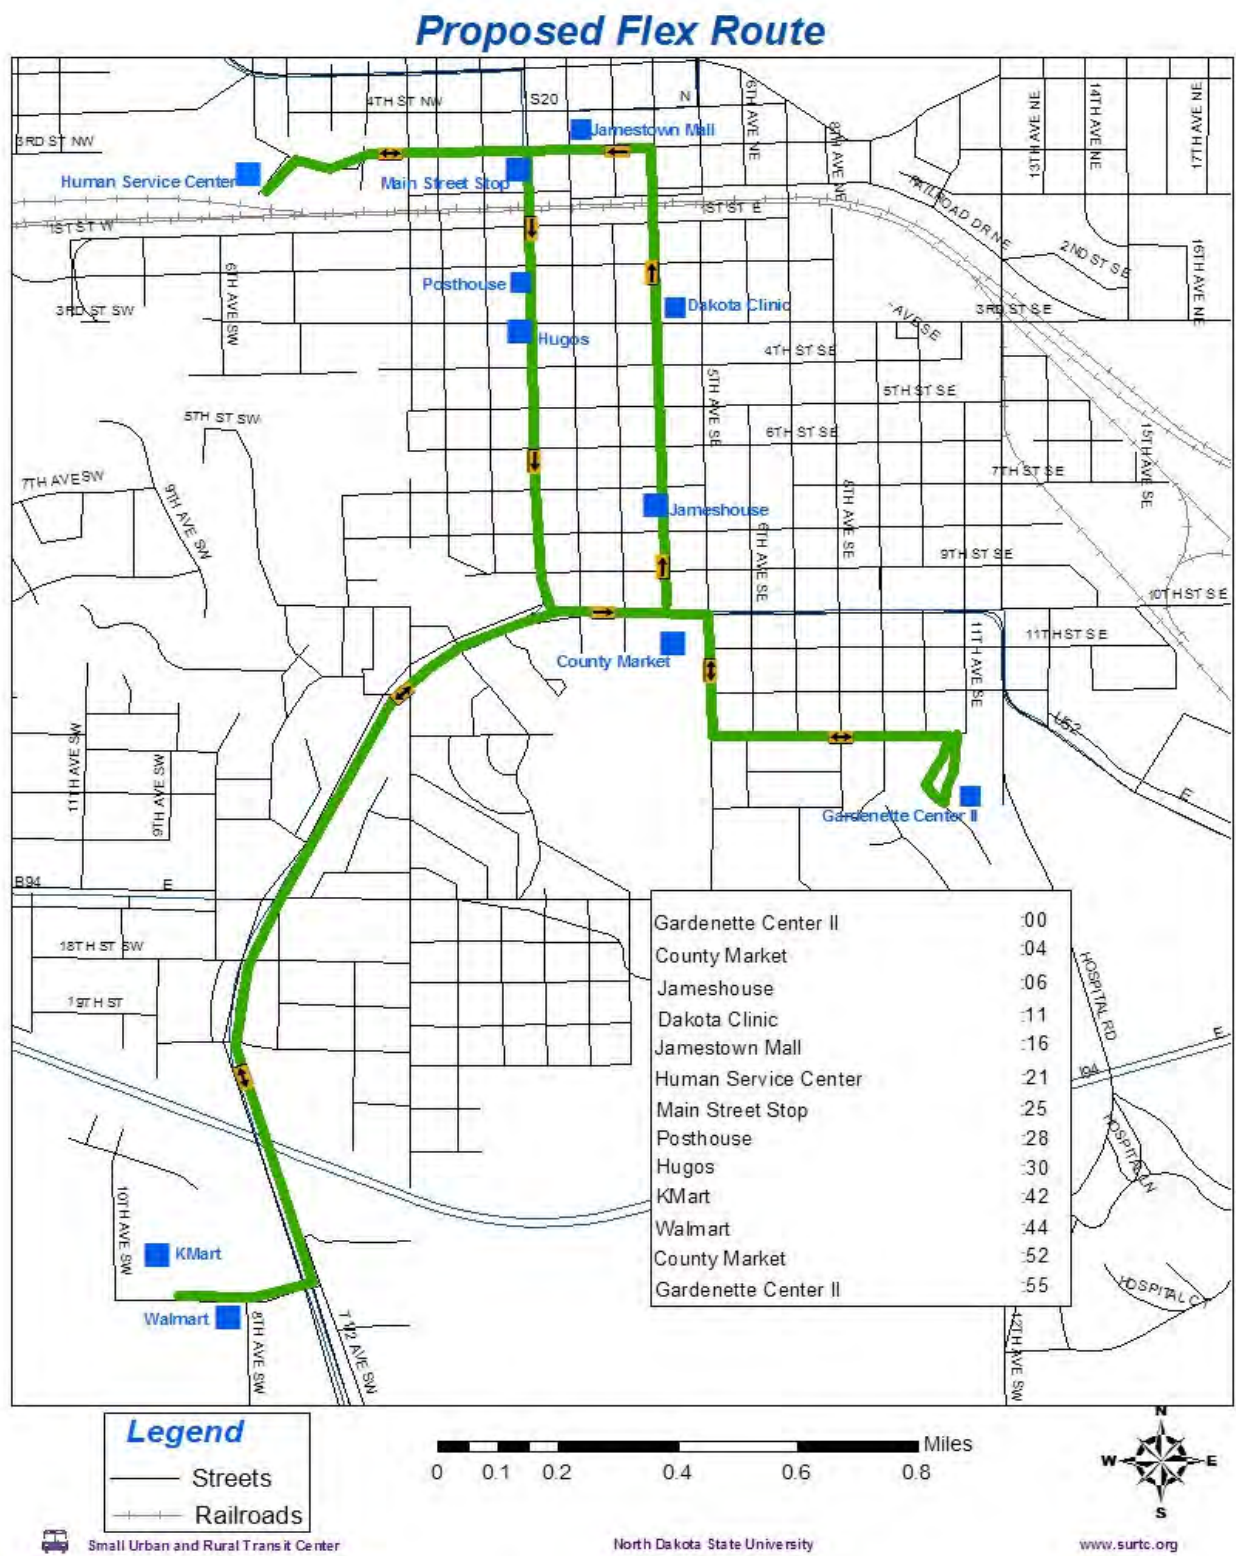 Proposed Flex Route
4TH ST NW
S20
N
6TH AVE NE
8TH AVE NE
13TH AVE NE
14TH AVE NE
17TH AVE NE
3RD ST NW
Jamestown Mall
Human Service Center
Main Street Stop
RAILROAD DR NE
1ST ST W
1ST ST E
2ND ST SE
16TH AVE NE
6TH AVE SW
Posthouse
3RD ST SW
Dakota Clinic
3RD ST SE
AVE SE
Hugos
4TH ST SE
5TH AVE SE
5TH ST SE
5TH ST SW
6TH ST SE
15TH AVE SE
7TH AVE SW
7TH ST SE
9TH AVE SW
8TH AVE SE
Jameshouse
6TH AVE SE
9TH ST SE
10TH ST SE
11TH AVE SE
11TH ST SE
County Market
U52
E
11TH AVE SW
9TH AVE SW
Gardenette Center II
B94
E
18TH ST SW
19TH ST
HOSPITAL RD
E
I94
HOSPITAL LN
10TH AVE SW
KMart
HOSPITAL CT
Walmart
8TH AVE SW
7 1/2 AVE SW
12TH AVE SW
Gardenette Center II :00
County Market :04
Jameshouse :06
Dakota Clinic :11
Jamestown Mall :16
Human Service Center :21
Main Street Stop :25
Posthouse :28
Hugos :30
KMart :42
Walmart :44
County Market :52
Gardenette Center II :55
Legend
Streets
Railroads
0 0.1 0.2 0.4 0.6 0.8 Miles
N
W E
S
Small Urban and Rural Transit Center
North Dakota State University
www.surtc.org